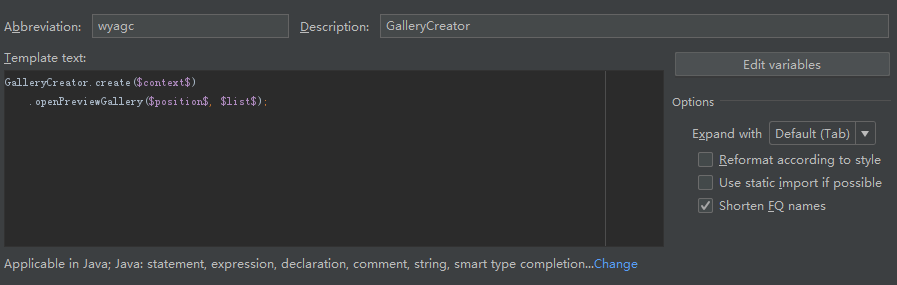 Abbreviation: wyagc Description: GalleryCreator
Template text:
GalleryCreator.create($context$)
.openPreviewGallery($position$, $list$);
Edit variables
Options
Expand with Default (Tab)
Reformat according to style
Use static import if possible
Shorten FQ names
Applicable in Java; Java: statement, expression, declaration, comment, string, smart type completion...Change